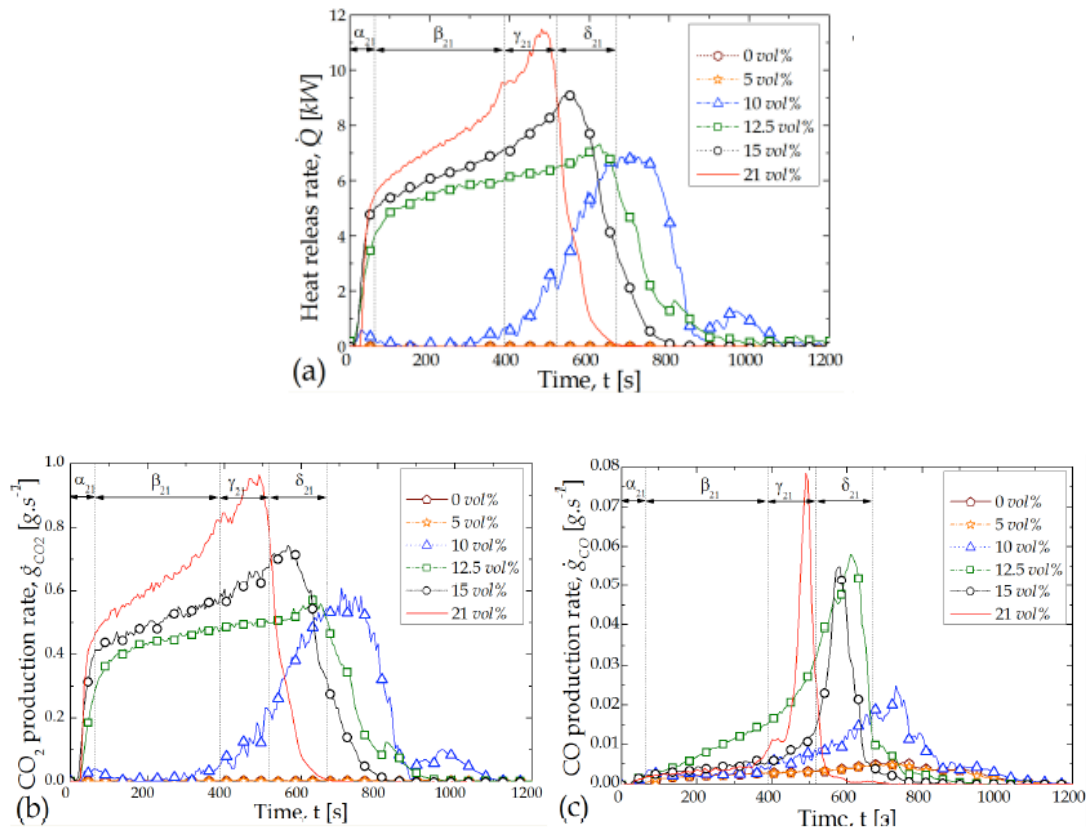 12
10
8
6
4
2
0
Heat releas rate, Q̇ [kW]
α21
β21
γ21
δ21
0 vol%
5 vol%
10 vol%
12.5 vol%
15 vol%
21 vol%
0 200 400 600 800 1000 1200
Time, t [s]
(a)
1.0
0.8
0.6
0.4
0.2
0.0
CO2 production rate, ġCO2 [g.s-1]
α21
β21
γ21
δ21
0 vol%
5 vol%
10 vol%
12.5 vol%
15 vol%
21 vol%
0 200 400 600 800 1000 1200
Time, t [s]
(b)
0.08
0.07
0.06
0.05
0.04
0.03
0.02
0.01
0.00
CO production rate, ġCO [g.s-1]
α21
β21
γ21
δ21
0 vol%
5 vol%
10 vol%
12.5 vol%
15 vol%
21 vol%
0 200 400 600 800 1000 1200
Time, t [s]
(c)